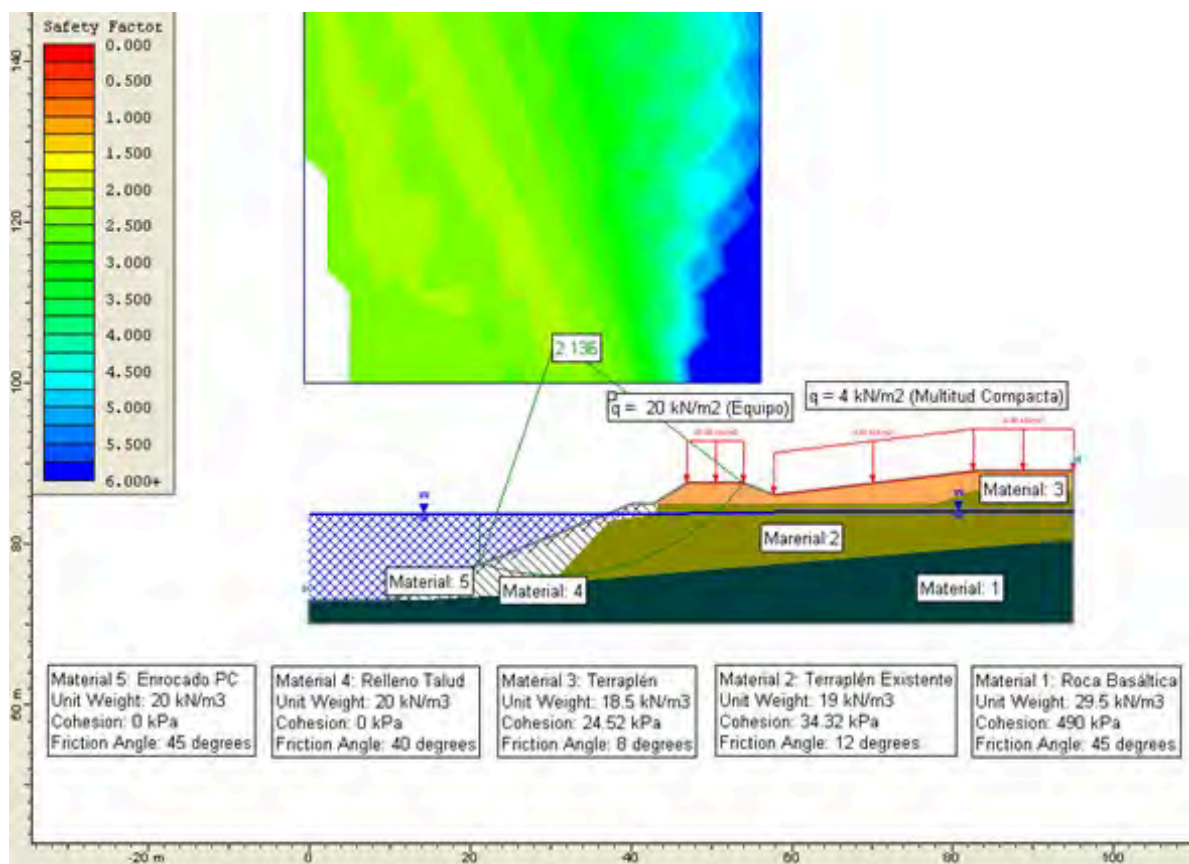 Safety Factor
0.000
0.500
1.000
1.500
2.000
2.500
3.000
3.500
4.000
4.500
5.000
5.500
6.000+
140
120
100
80
60 m
2.136
q = 20 kN/m2 (Equipo)
q = 4 kN/m2 (Multitud Compacta)
Material: 3
Marerial:2
Material: 5
Material: 4
Material: 1
Material 5: Enrocado PC
Unit Weight: 20 kN/m3
Cohesion: 0 kPa
Friction Angle: 45 degrees
Material 4: Relleno Talud
Unit Weight: 20 kN/m3
Cohesion: 0 kPa
Friction Angle: 40 degrees
Material 3: Terraplén
Unit Weight: 18.5 kN/m3
Cohesion: 24.52 kPa
Friction Angle: 8 degrees
Material 2: Terraplén Existente
Unit Weight: 19 kN/m3
Cohesion: 34.32 kPa
Friction Angle: 12 degrees
Material 1: Roca Basáltica
Unit Weight: 29.5 kN/m3
Cohesion: 490 kPa
Friction Angle: 45 degrees
-20 m
0
20
40
60
80
100